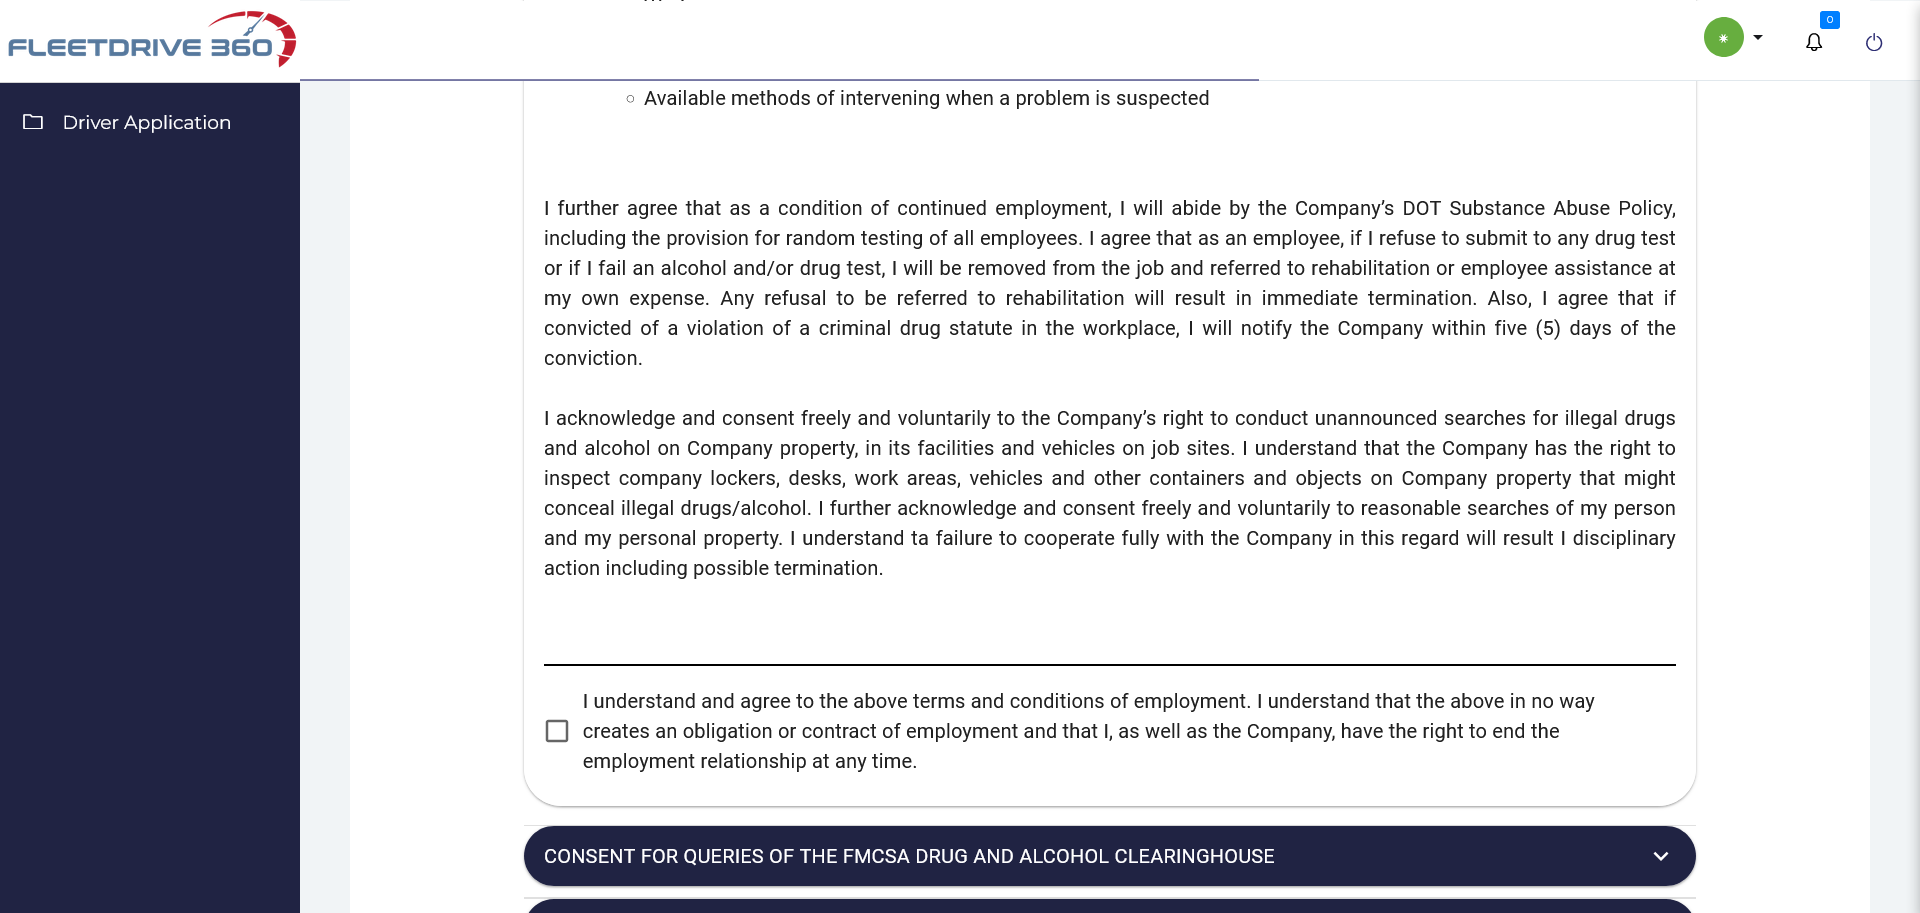 FLEETDRIVE 360
0
Driver Application
Available methods of intervening when a problem is suspected
I further agree that as a condition of continued employment, I will abide by the Company’s DOT Substance Abuse Policy,
including the provision for random testing of all employees. I agree that as an employee, if I refuse to submit to any drug test
or if I fail an alcohol and/or drug test, I will be removed from the job and referred to rehabilitation or employee assistance at
my own expense. Any refusal to be referred to rehabilitation will result in immediate termination. Also, I agree that if
convicted of a violation of a criminal drug statute in the workplace, I will notify the Company within five (5) days of the
conviction.
I acknowledge and consent freely and voluntarily to the Company’s right to conduct unannounced searches for illegal drugs
and alcohol on Company property, in its facilities and vehicles on job sites. I understand that the Company has the right to
inspect company lockers, desks, work areas, vehicles and other containers and objects on Company property that might
conceal illegal drugs/alcohol. I further acknowledge and consent freely and voluntarily to reasonable searches of my person
and my personal property. I understand ta failure to cooperate fully with the Company in this regard will result I disciplinary
action including possible termination.
I understand and agree to the above terms and conditions of employment. I understand that the above in no way
creates an obligation or contract of employment and that I, as well as the Company, have the right to end the
employment relationship at any time.
CONSENT FOR QUERIES OF THE FMCSA DRUG AND ALCOHOL CLEARINGHOUSE